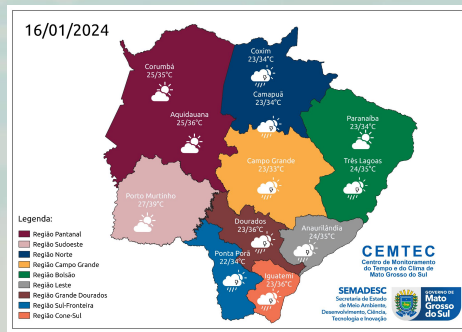 16/01/2024
Corumbá
25/35°C
Aquidauana
25/36°C
Coxim
23/34°C
Camapuã
23/34°C
Paranaíba
23/34°C
Três Lagoas
24/35°C
Campo Grande
23/33°C
Porto Murtinho
27/39°C
Dourados
23/36°C
Anaurilândia
24/35°C
Ponta Porã
22/34°C
Iguatemi
23/36°C
Legenda:
Região Pantanal
Região Sudoeste
Região Norte
Região Campo Grande
Região Bolsão
Região Leste
Região Grande Dourados
Região Sul-Fronteira
Região Cone-Sul
CEMTEC
Centro de Monitoramento
do Tempo e do Clima de
Mato Grosso do Sul
SEMADESC
Secretaria de Estado
de Meio Ambiente,
Desenvolvimento, Ciência,
Tecnologia e Inovação
GOVERNO DE
Mato
Grosso
do Sul